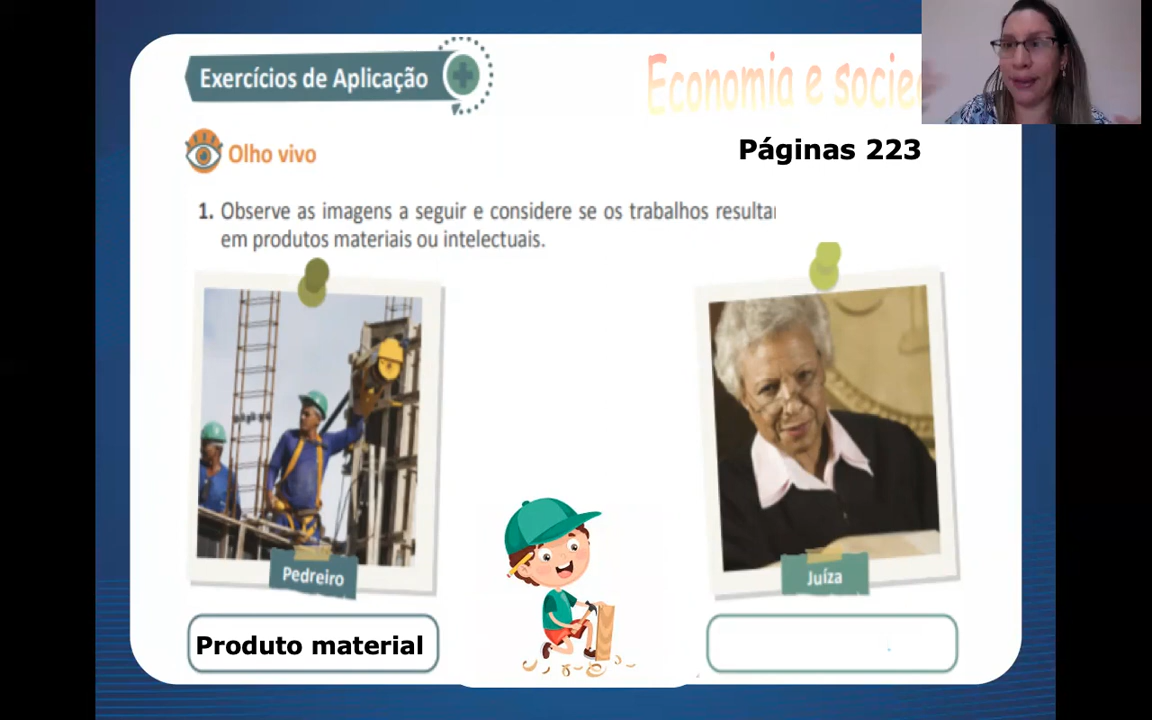 Exercícios de Aplicação
Economia e socie
Olho vivo
Páginas 223
1. Observe as imagens a seguir e considere se os trabalhos resultar
em produtos materiais ou intelectuais.
Pedreiro
Juíza
Produto material